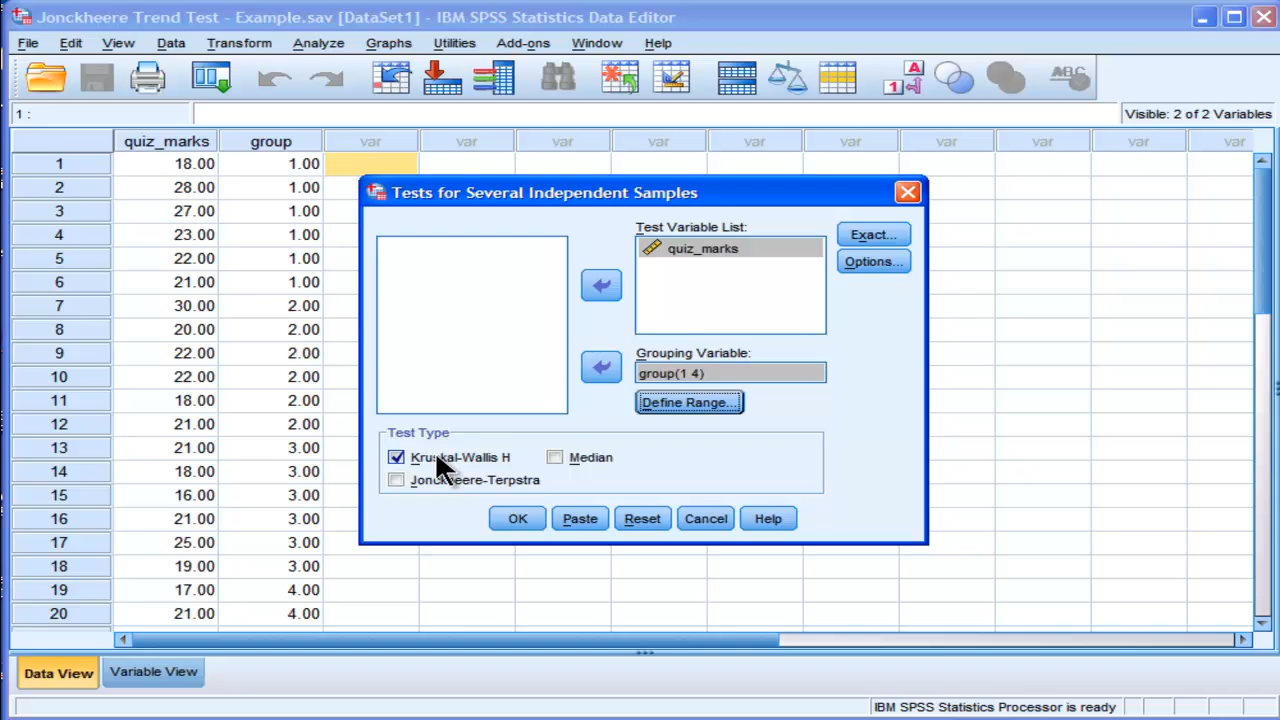 Jonckheere Trend Test - Example.sav [DataSet1] - IBM SPSS Statistics Data Editor
File Edit View Data Transform Analyze Graphs Utilities Add-ons Window Help
1 A ABC
1 : Visible: 2 of 2 Variables
quiz_marks group var var var var var var var var var var
1 18.00 1.00
2 28.00 1.00
3 27.00 1.00
4 23.00 1.00
5 22.00 1.00
6 21.00 1.00
7 30.00 2.00
8 20.00 2.00
9 22.00 2.00
10 22.00 2.00
11 18.00 2.00
12 21.00 2.00
13 21.00 3.00
14 18.00 3.00
15 16.00 3.00
16 21.00 3.00
17 25.00 3.00
18 19.00 3.00
19 17.00 4.00
20 21.00 4.00
Tests for Several Independent Samples
Test Variable List:
quiz_marks
Exact...
Options...
Grouping Variable:
group(1 4)
Define Range...
Test Type
Kruskal-Wallis H Median
Jonckheere-Terpstra
OK Paste Reset Cancel Help
Data View Variable View
IBM SPSS Statistics Processor is ready